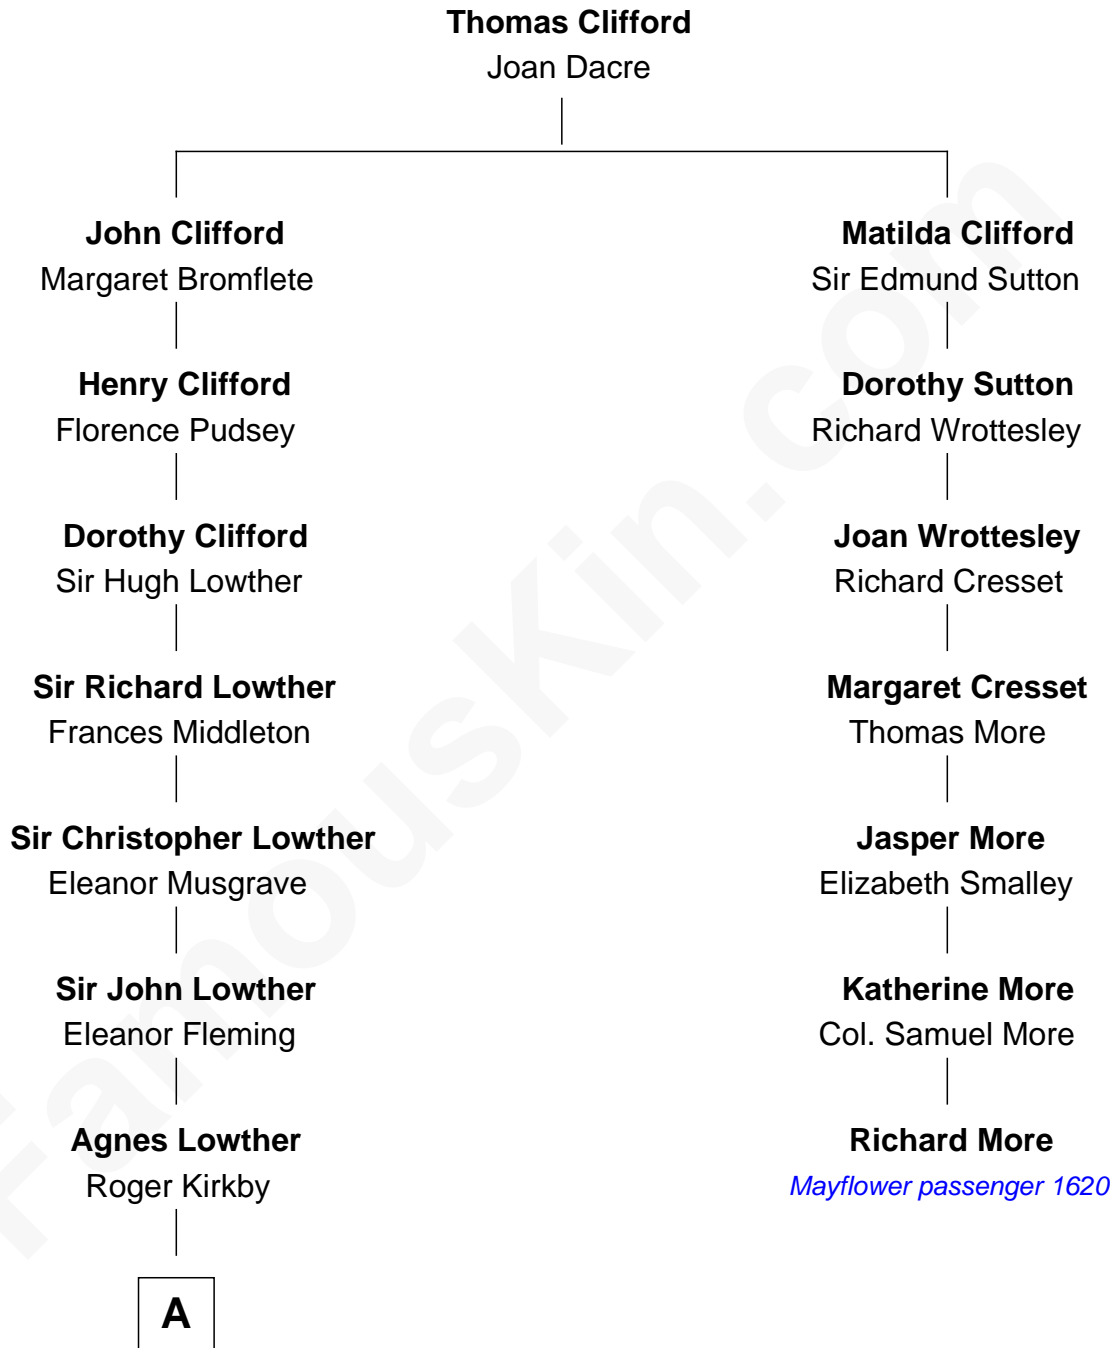 Thomas Clifford
Joan Dacre
John Clifford
Margaret Bromflete
Henry Clifford
Florence Pudsey
Dorothy Clifford
Sir Hugh Lowther
Sir Richard Lowther
Frances Middleton
Sir Christopher Lowther
Eleanor Musgrave
Sir John Lowther
Eleanor Fleming
Agnes Lowther
Roger Kirkby
A
Matilda Clifford
Sir Edmund Sutton
Dorothy Sutton
Richard Wrottesley
Joan Wrottesley
Richard Cresset
Margaret Cresset
Thomas More
Jasper More
Elizabeth Smalley
Katherine More
Col. Samuel More
Richard More
Mayflower passenger 1620
FamousKin.com